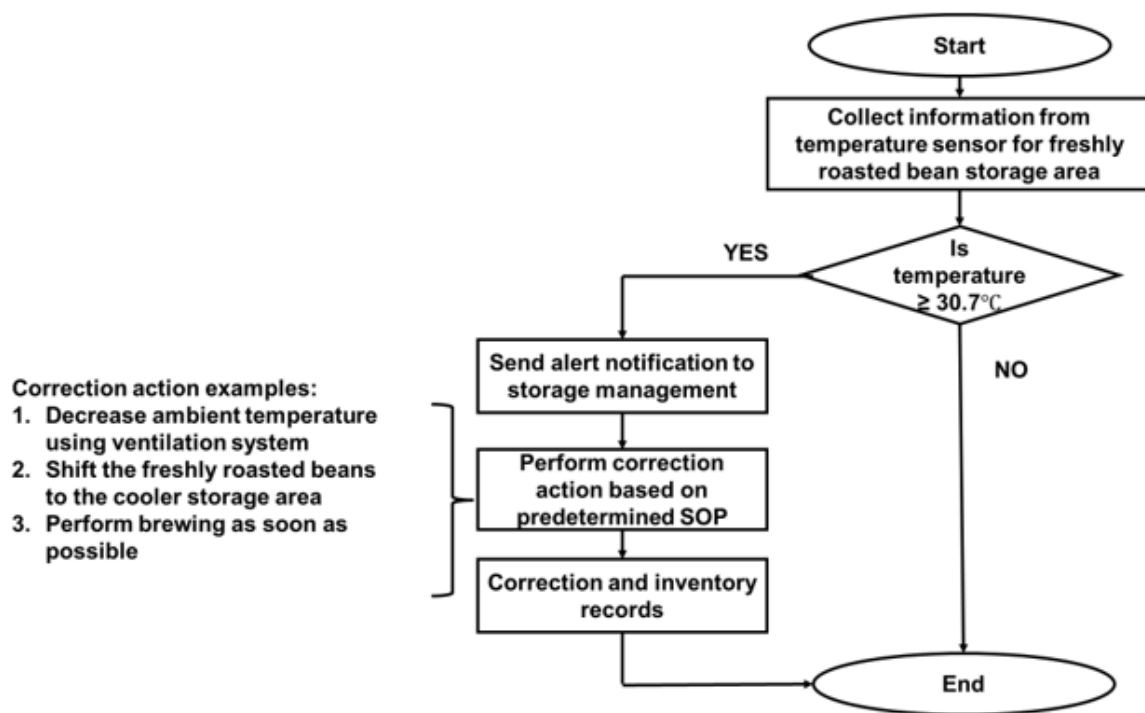 Start
Collect information from
temperature sensor for freshly
roasted bean storage area
Is
temperature
≥ 30.7℃
YES
NO
Send alert notification to
storage management
Perform correction
action based on
predetermined SOP
Correction and inventory
records
Correction action examples:
1. Decrease ambient temperature
using ventilation system
2. Shift the freshly roasted beans
to the cooler storage area
3. Perform brewing as soon as
possible
End